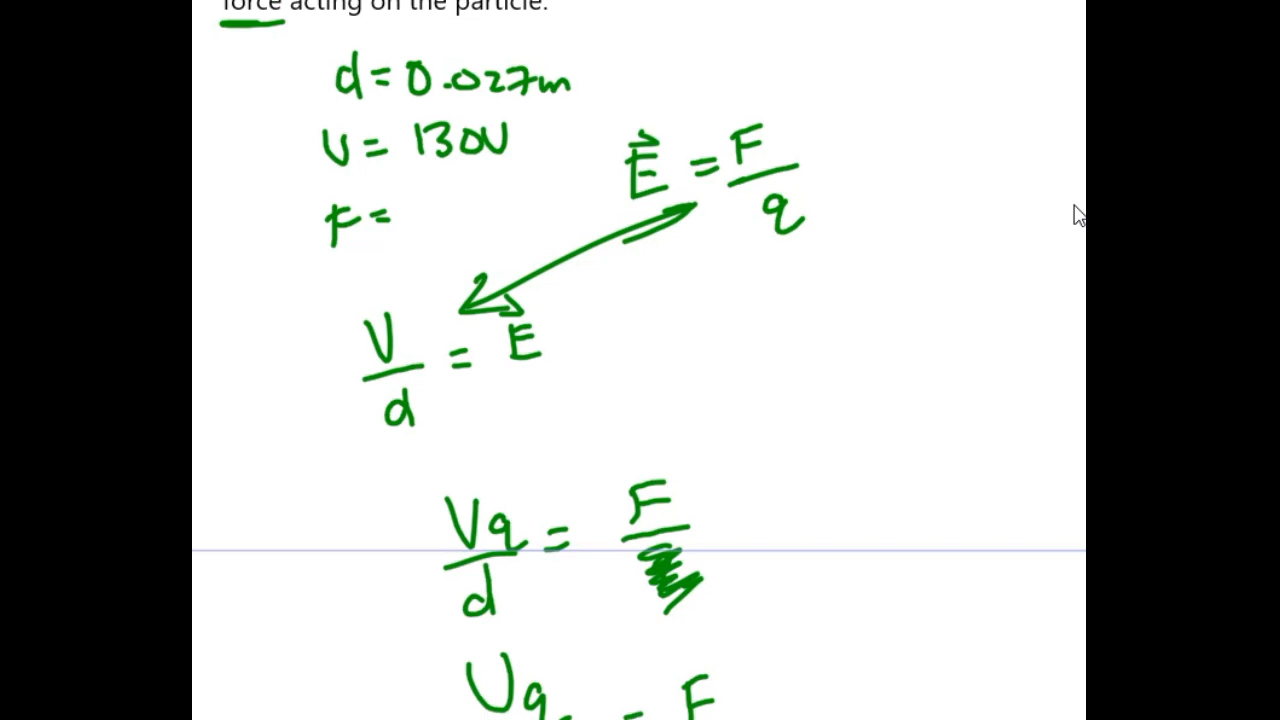 force acting on the particle.
d = 0.027m
V = 130V
F =
E = F/q
V/d = E
Vq/d = F
Vq = F